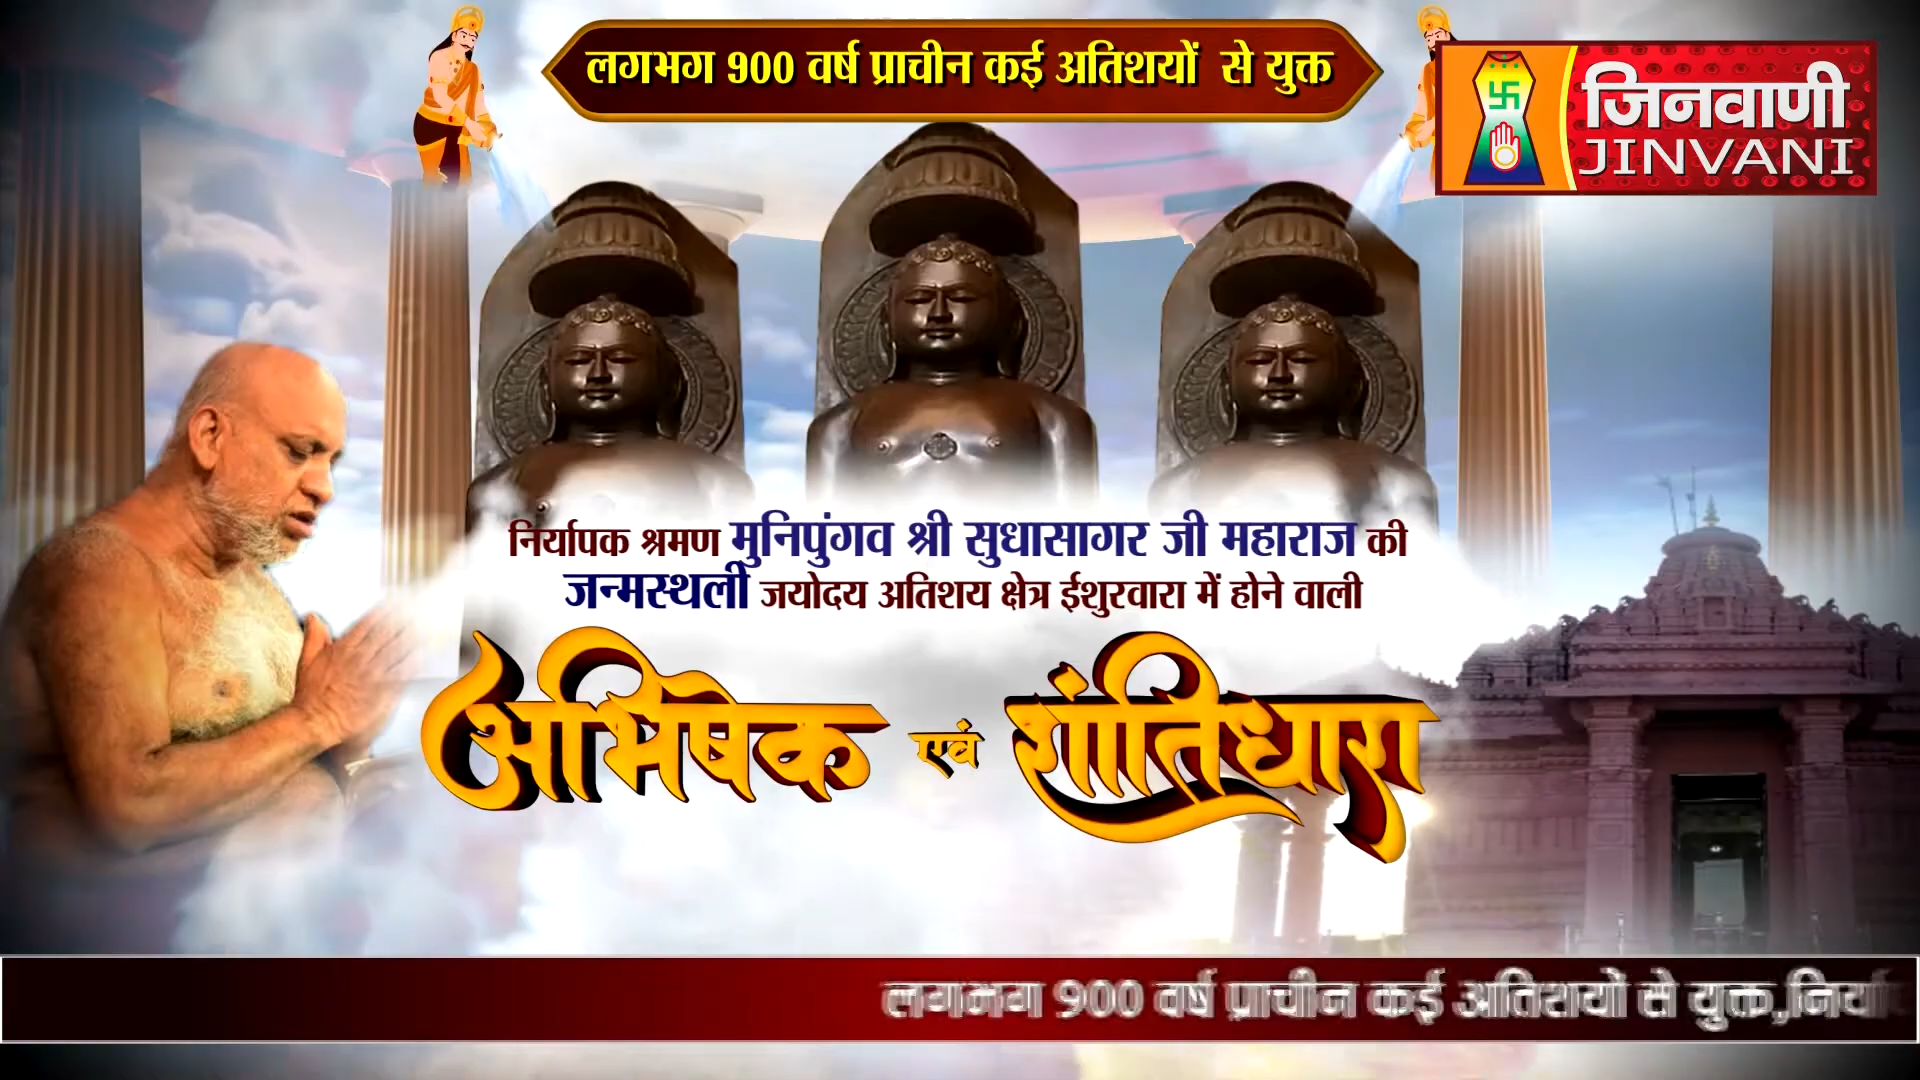 लगभग 900 वर्ष प्राचीन कई अतिशयों से युक्त
जिनवाणी
JINVANI
निर्यापक श्रमण मुनिपुंगव श्री सुधासागर जी महाराज की
जन्मस्थली जयोदय अतिशय क्षेत्र ईशुरवारा में होने वाली
अभिषेक एवं शांतिधारा
लगभग 900 वर्ष प्राचीन कई अतिशयों से युक्त,